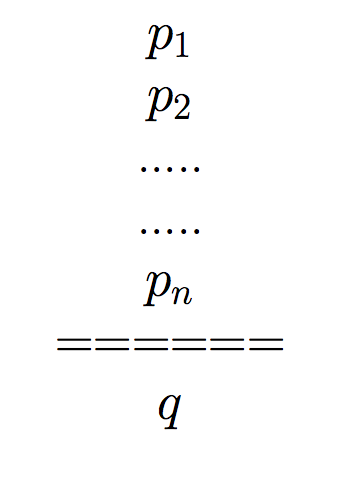 p₁
p₂
.....
.....
pₙ
======
q